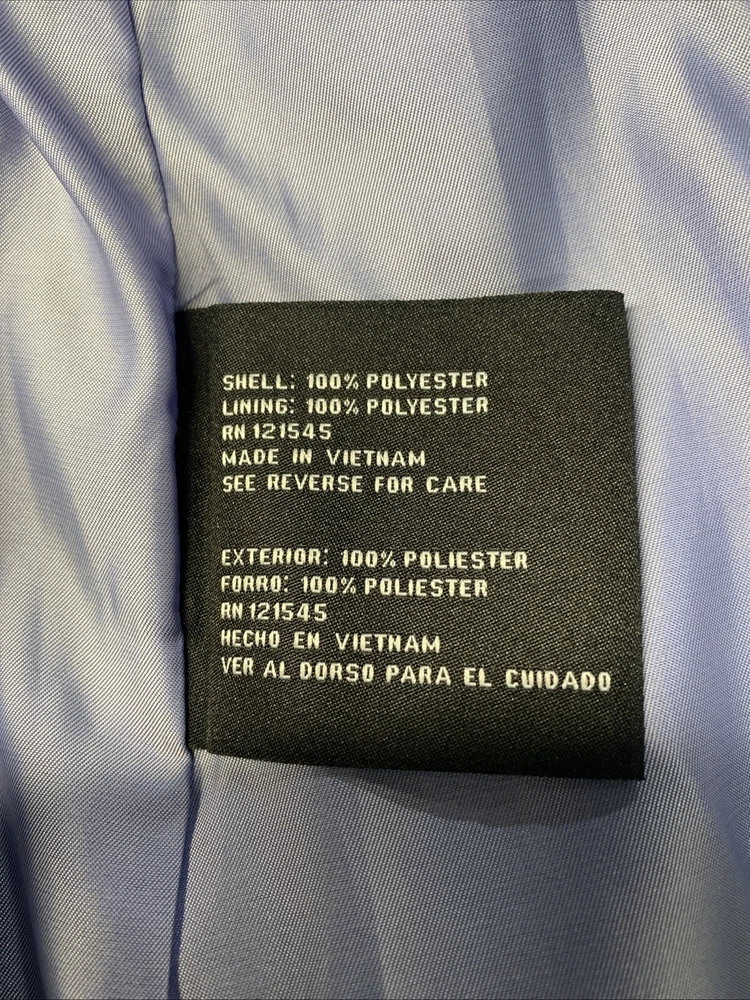 SHELL: 100% POLYESTER
LINING: 100% POLYESTER
RN 121545
MADE IN VIETNAM
SEE REVERSE FOR CARE
EXTERIOR: 100% POLIESTER
FORRO: 100% POLIESTER
RN 121545
HECHO EN VIETNAM
VER AL DORSO PARA EL CUIDADO